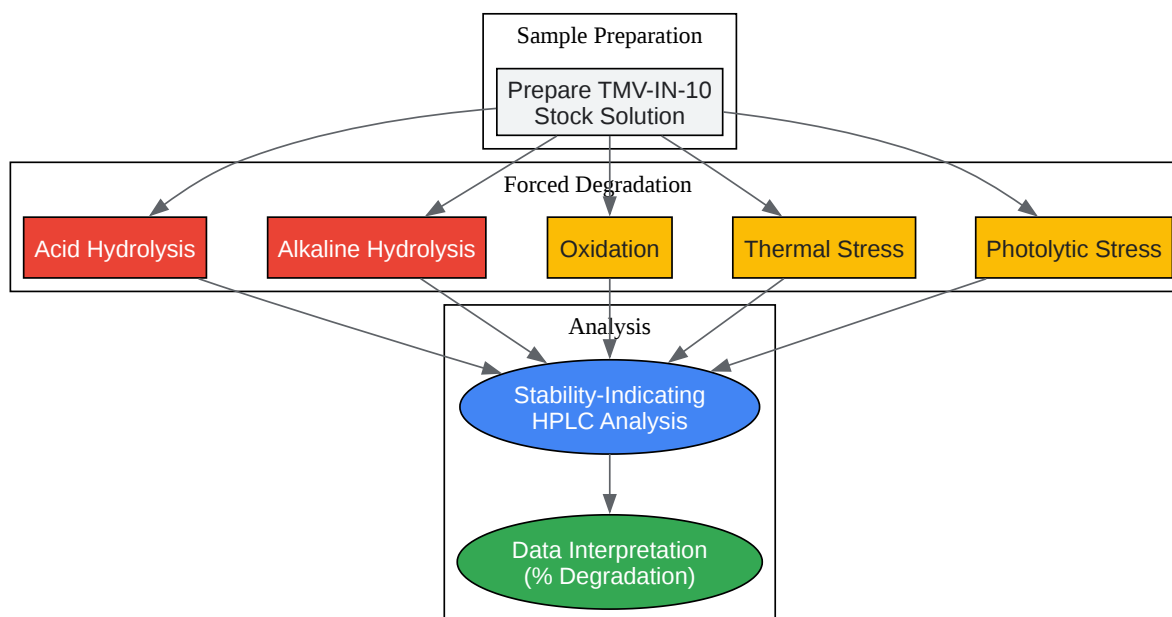 Sample Preparation
Prepare TMV-IN-10
Stock Solution
Forced Degradation
Acid Hydrolysis
Alkaline Hydrolysis
Oxidation
Thermal Stress
Photolytic Stress
Analysis
Stability-Indicating
HPLC Analysis
Data Interpretation
(% Degradation)